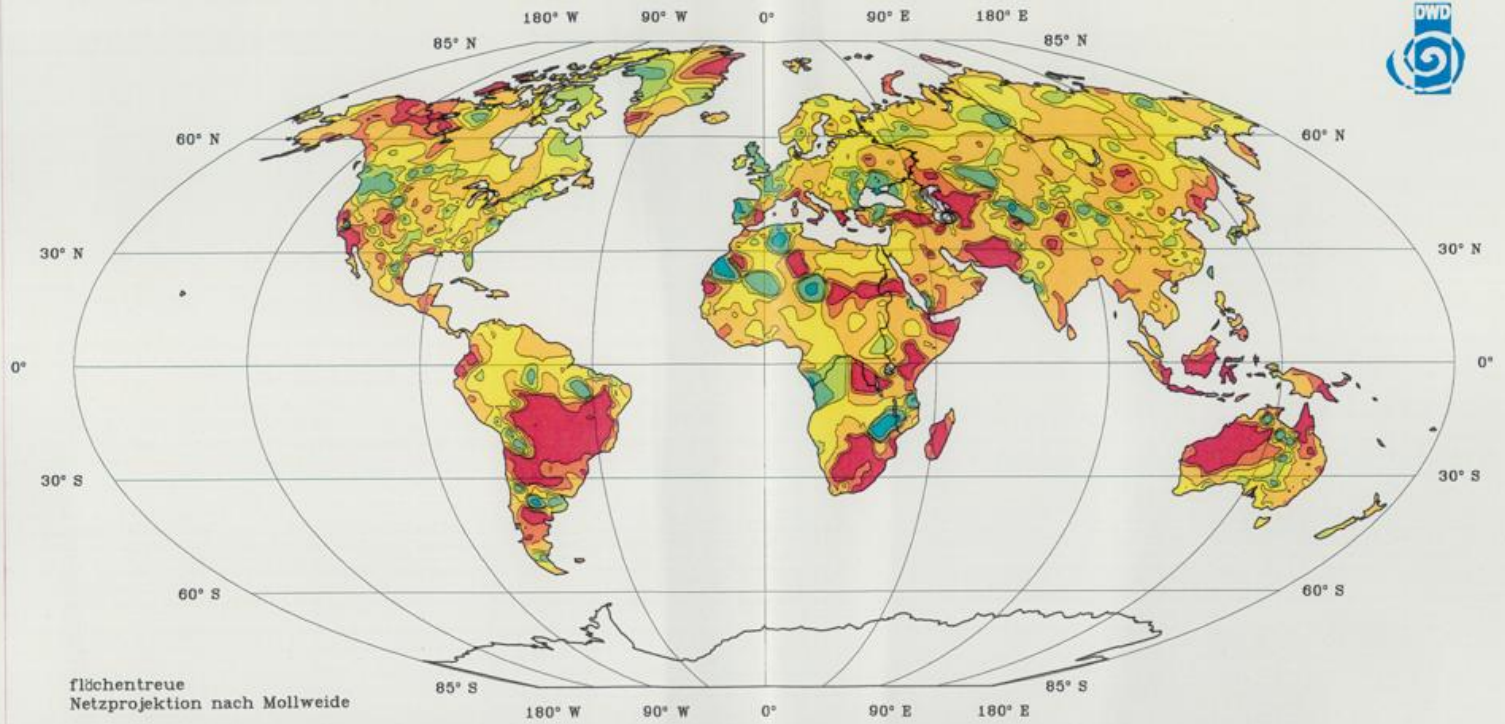 180° W 90° W 0° 90° E 180° E
DWD
85° N 85° N
60° N 60° N
30° N 30° N
0° 0°
30° S 30° S
60° S 60° S
flöchentreue
Netzprojektion nach Mollweide
85° S 85° S
180° W 90° W 0° 90° E 180° E